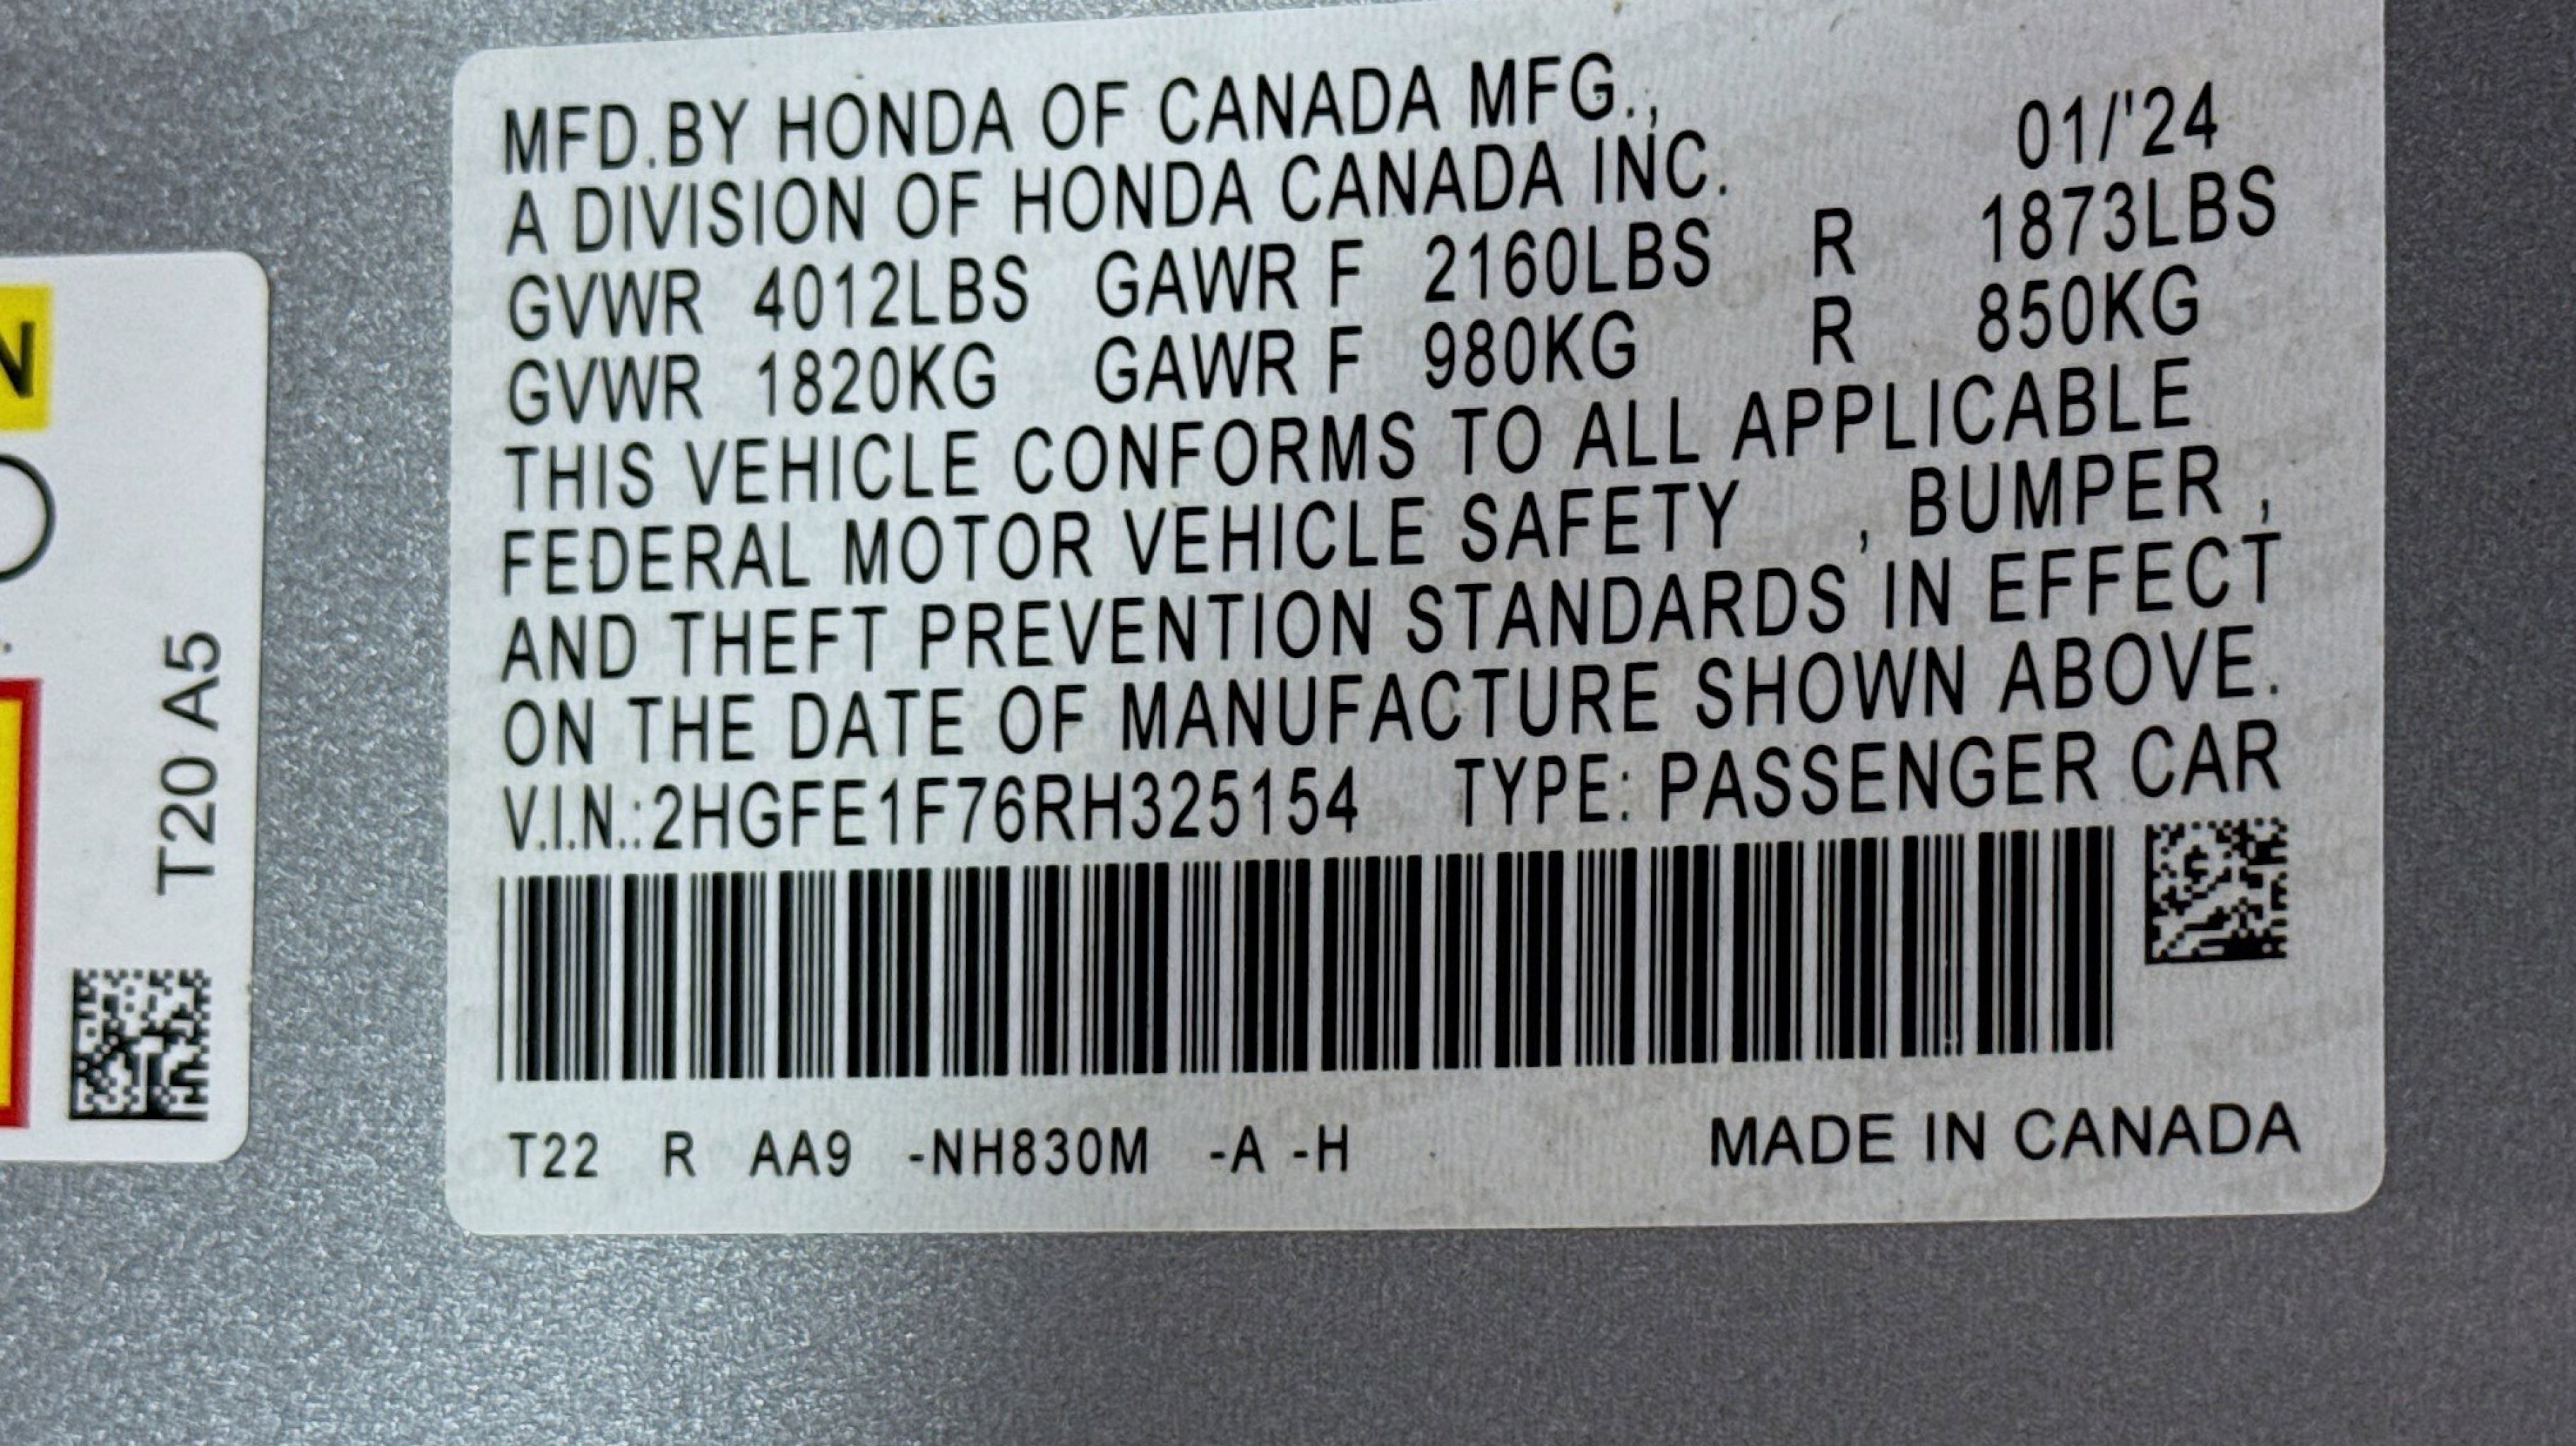 MFD.BY HONDA OF CANADA MFG., 01/'24
A DIVISION OF HONDA CANADA INC.
GVWR 4012LBS GAWR F 2160LBS R 1873LBS
GVWR 1820KG GAWR F 980KG R 850KG
THIS VEHICLE CONFORMS TO ALL APPLICABLE
FEDERAL MOTOR VEHICLE SAFETY , BUMPER ,
AND THEFT PREVENTION STANDARDS IN EFFECT
ON THE DATE OF MANUFACTURE SHOWN ABOVE.
V.I.N.:2HGFE1F76RH325154 TYPE: PASSENGER CAR
T22 R AA9 -NH830M -A -H MADE IN CANADA
N
T20 A5